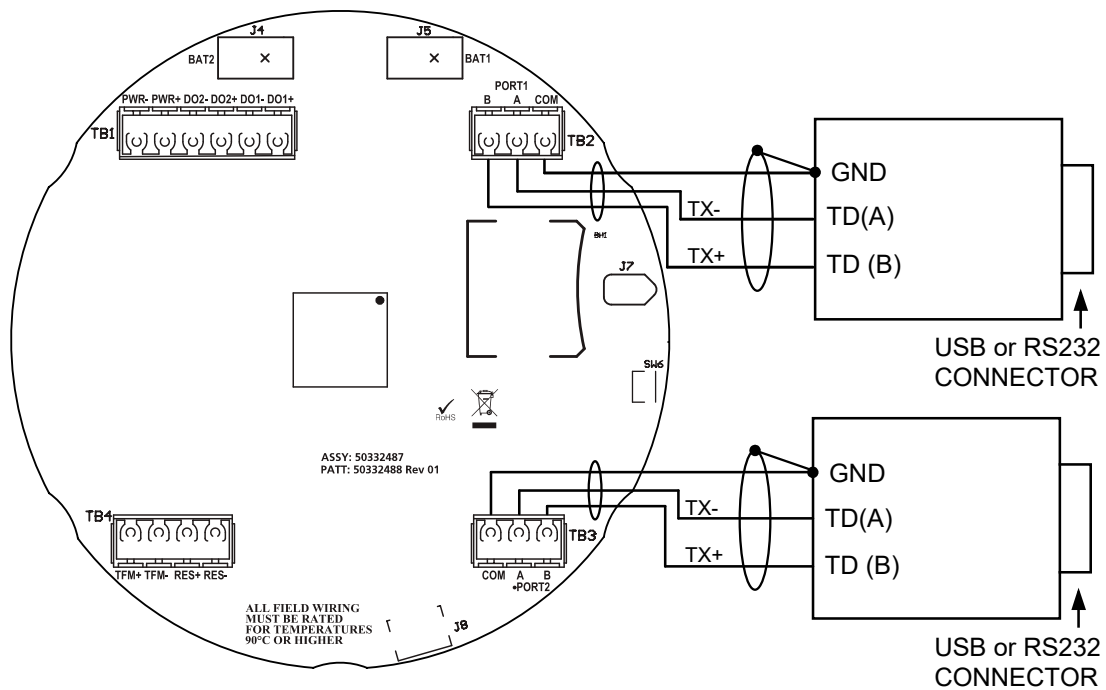 J4
J5
BAT2
BAT1
PORT1
PWR- PWR+ DO2- DO2+ DO1- DO1+
B A COM
TB1
TB2
GND
TX-
TD(A)
TX+
TD (B)
SW1
J7
USB or RS232
CONNECTOR
SW6
RoHS
ASSY: 50332487
PATT: 50332488 Rev 01
GND
TX-
TD(A)
TX+
TD (B)
TB4
TB3
TFM+ TFM- RES+ RES-
COM A B
•PORT2
ALL FIELD WIRING
MUST BE RATED
FOR TEMPERATURES
90°C OR HIGHER
J8
USB or RS232
CONNECTOR